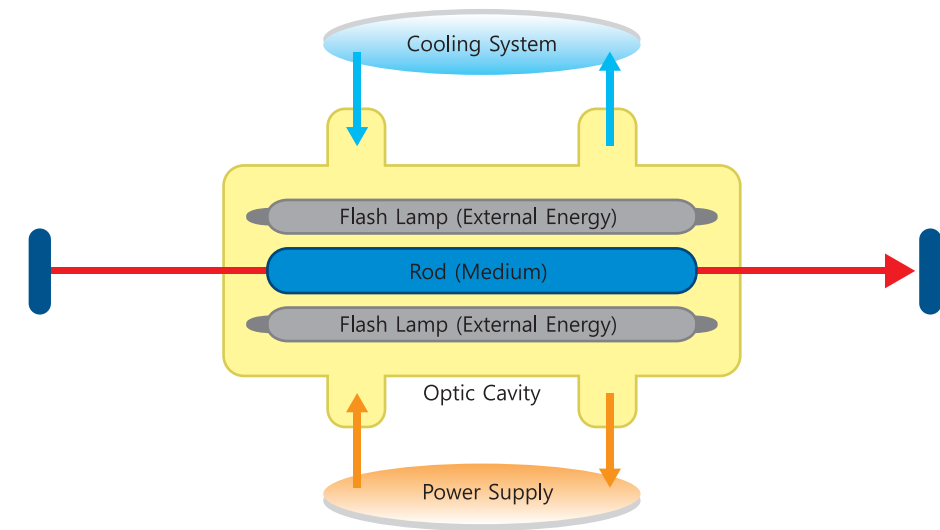 Cooling System
Flash Lamp (External Energy)
Rod (Medium)
Flash Lamp (External Energy)
Optic Cavity
Power Supply